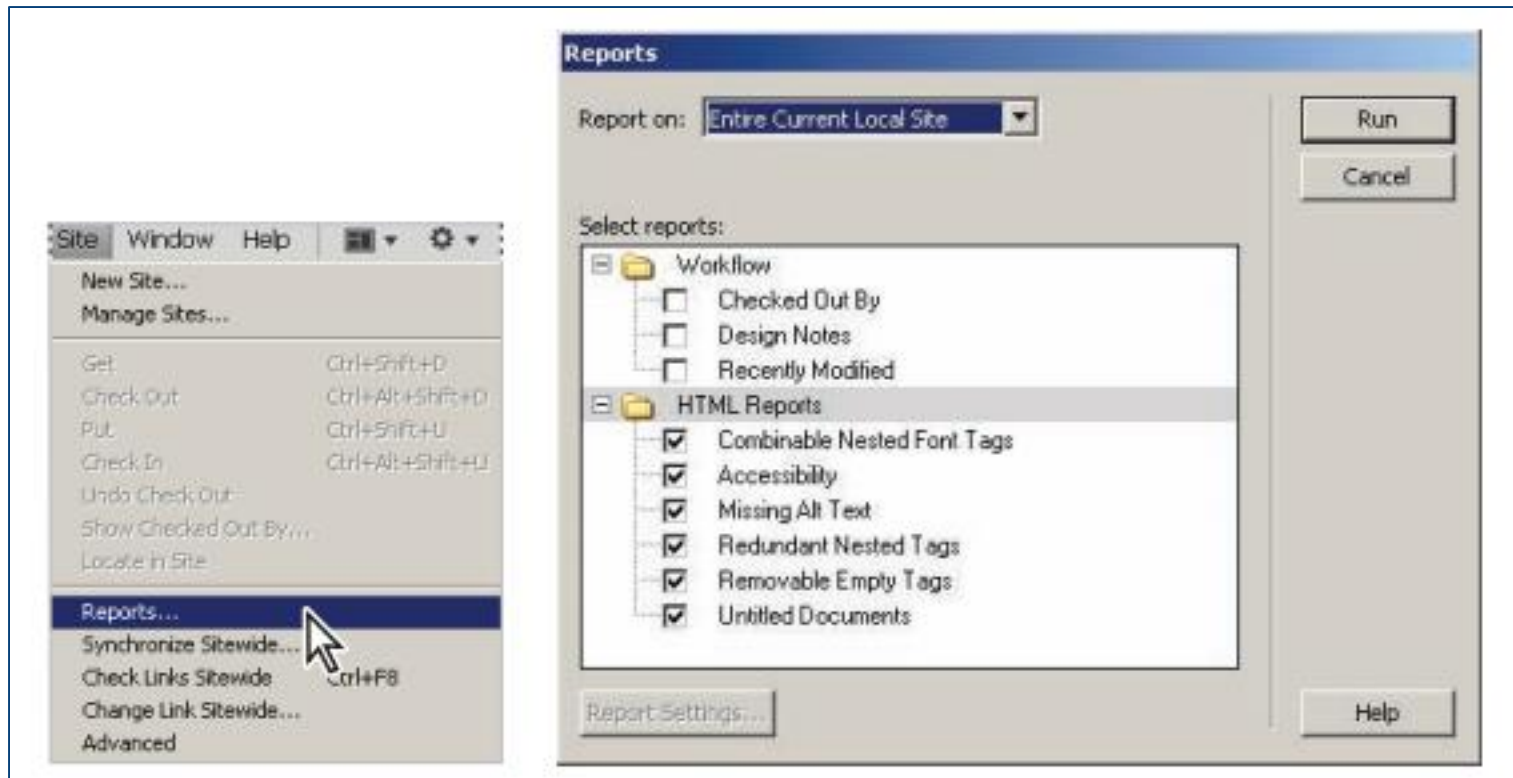 Site Window Help
New Site...
Manage Sites...
Get Ctrl+Shift+D
Check Out Ctrl+Alt+Shift+D
Put Ctrl+Shift+U
Check In Ctrl+Alt+Shift+U
Undo Check Out
Show Checked Out By...
Locate in Site
Reports...
Synchronize Sitewide...
Check Links Sitewide Ctrl+F8
Change Link Sitewide...
Advanced
Reports
Report on: Entire Current Local Site
Run
Cancel
Select reports:
Workflow
Checked Out By
Design Notes
Recently Modified
HTML Reports
Combinable Nested Font Tags
Accessibility
Missing Alt Text
Redundant Nested Tags
Removable Empty Tags
Untitled Documents
Report Settings...
Help